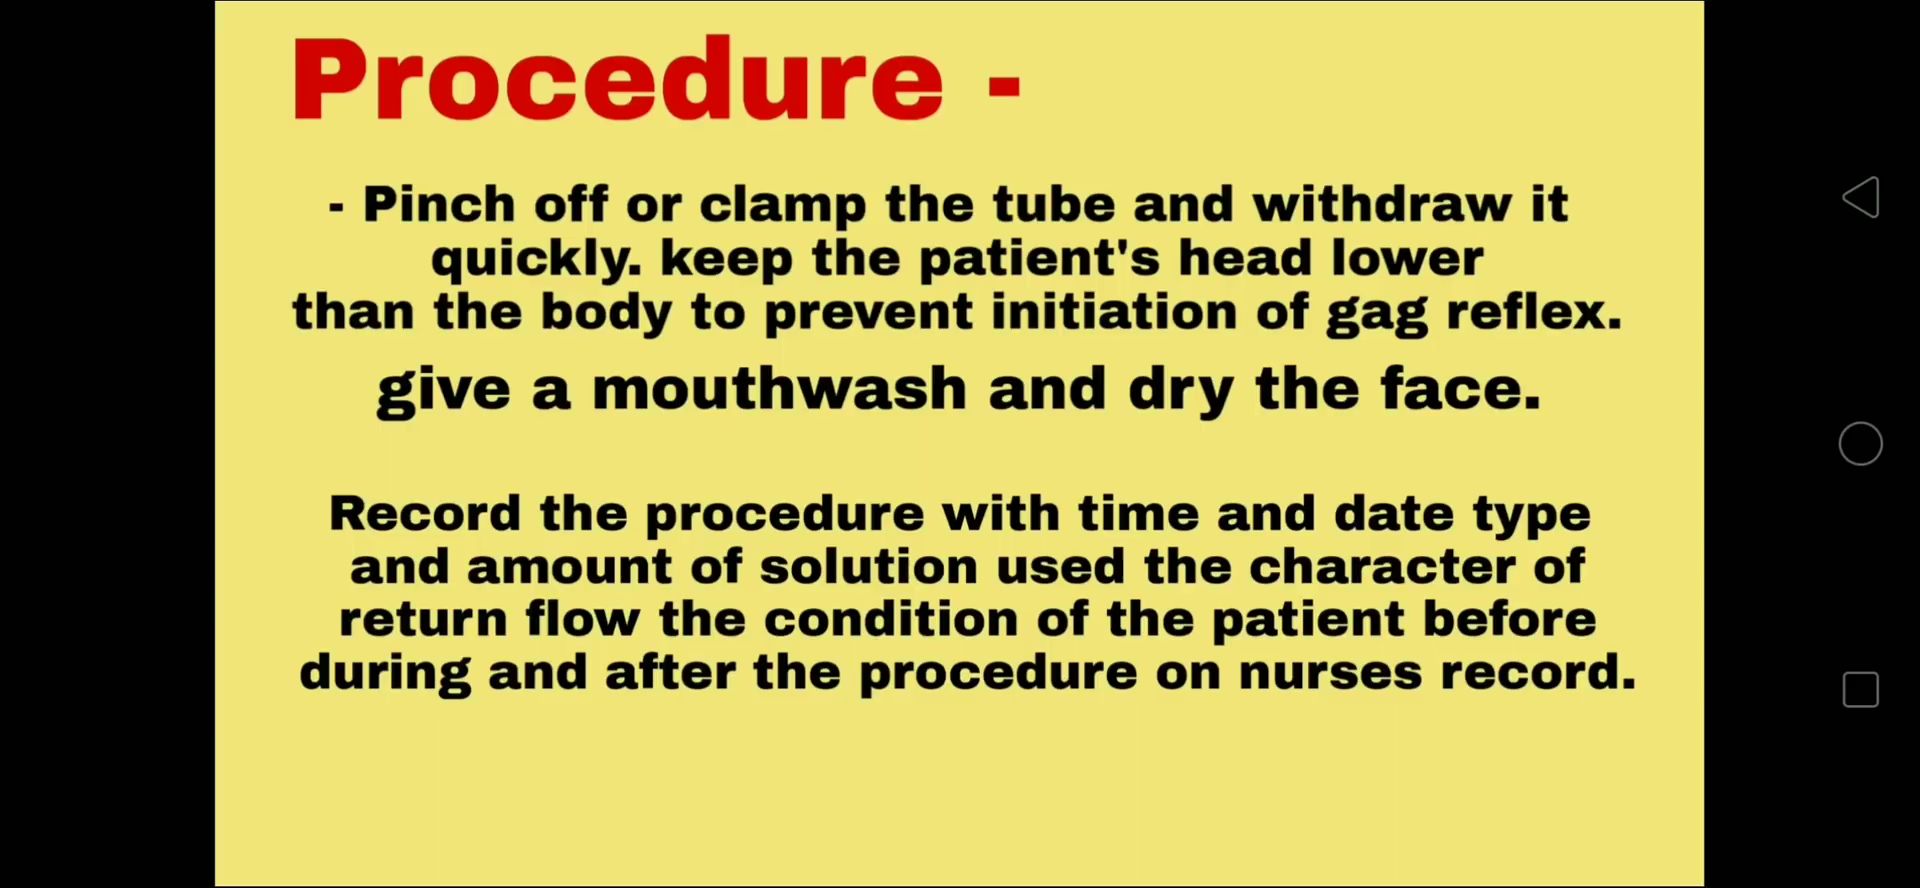 Procedure -
- Pinch off or clamp the tube and withdraw it
quickly. keep the patient's head lower
than the body to prevent initiation of gag reflex.
give a mouthwash and dry the face.
Record the procedure with time and date type
and amount of solution used the character of
return flow the condition of the patient before
during and after the procedure on nurses record.